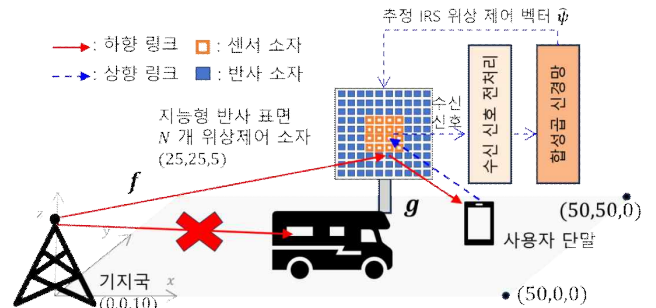 추정 IRS 위상 제어 벡터 ψ̂
: 하향 링크 : 센서 소자
: 상향 링크 : 반사 소자
지능형 반사 표면
N 개 위상제어 소자
(25,25,5)
수신
신호
수신 신호 전처리
합성곱 신경망
f
g
z
y
x
기지국
(0,0,10)
사용자 단말
(50,50,0)
(50,0,0)